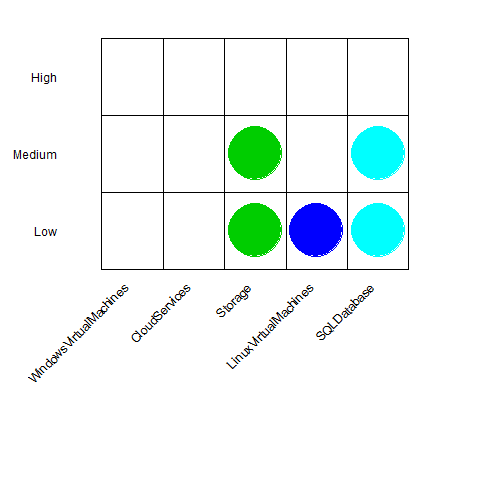 High
Medium
Low
WindowsVirtualMachines
CloudServices
Storage
LinuxVirtualMachines
SQLDatabase